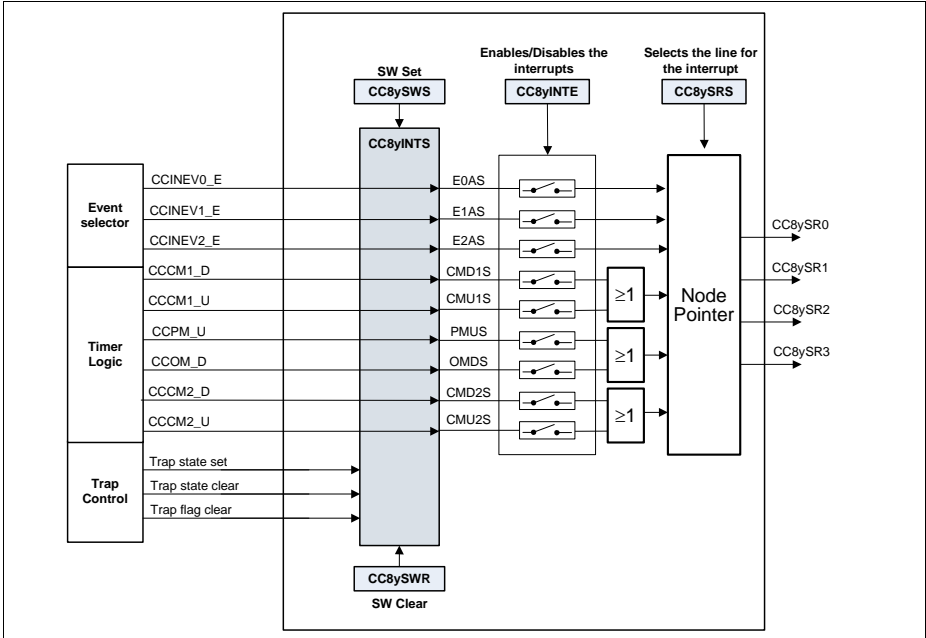 Enables/Disables the
interrupts
Selects the line for
the interrupt
SW Set
CC8ySWS
CC8yINTE
CC8ySRS
CC8yINTS
Event
selector
CCINEV0_E
E0AS
CCINEV1_E
E1AS
CCINEV2_E
E2AS
Timer
Logic
CCCM1_D
CMD1S
CCCM1_U
CMU1S
≥1
CCPM_U
PMUS
CCOM_D
OMDS
≥1
CCCM2_D
CMD2S
CCCM2_U
CMU2S
≥1
Node
Pointer
CC8ySR0
CC8ySR1
CC8ySR2
CC8ySR3
Trap
Control
Trap state set
Trap state clear
Trap flag clear
CC8ySWR
SW Clear